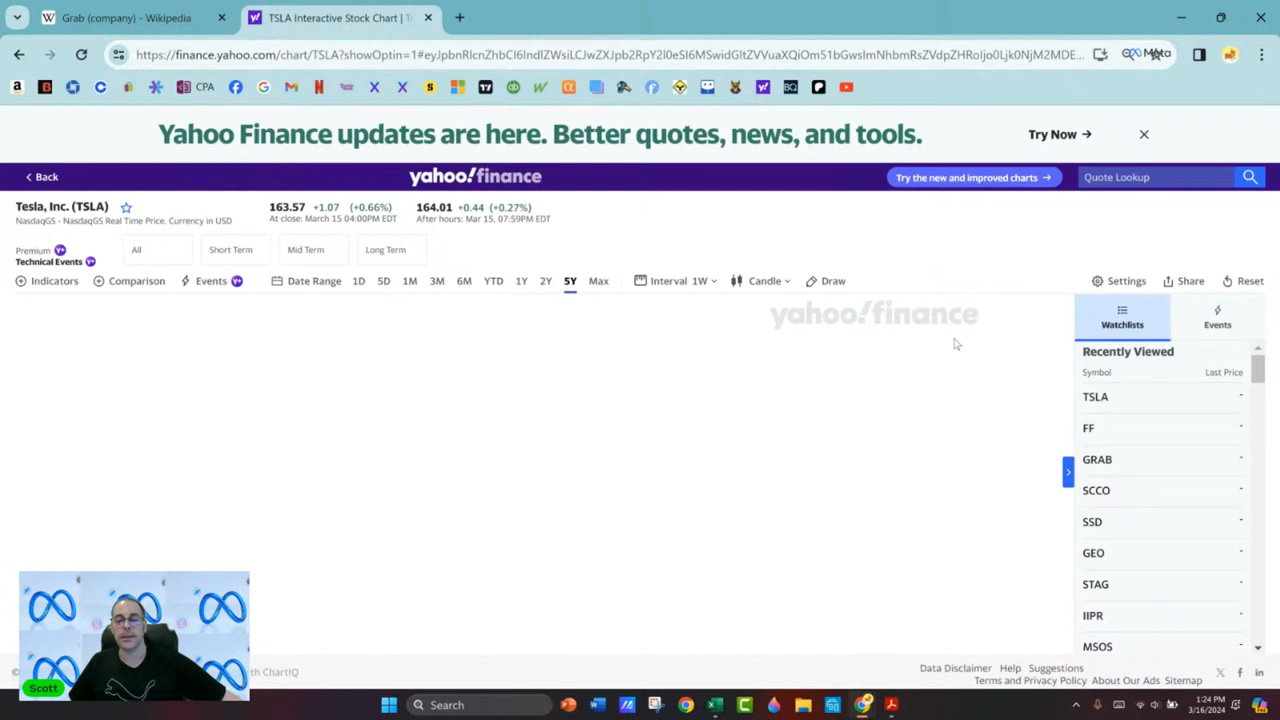 Grab (company) - Wikipedia
TSLA Interactive Stock Chart |
https://finance.yahoo.com/chart/TSLA?showOptin=1#
Meta
CPA
Yahoo Finance updates are here. Better quotes, news, and tools.
Try Now →
Back
yahoo!finance
Try the new and improved charts →
Quote Lookup
Tesla, Inc. (TSLA)
163.57 +1.07 (+0.66%)
164.01 +0.44 (+0.27%)
NasdaqGS - NasdaqGS Real Time Price. Currency in USD
At close: March 15 04:00PM EDT
After hours: Mar 15, 07:59PM EDT
Premium Y+
Technical Events Y+
All
Short Term
Mid Term
Long Term
Indicators
Comparison
Events Y+
Date Range
1D
5D
1M
3M
6M
YTD
1Y
2Y
5Y
Max
Interval 1W
Candle
Draw
Settings
Share
Reset
yahoo!finance
Watchlists
Events
Recently Viewed
Symbol
Last Price
TSLA -
FF -
GRAB -
SCCO -
SSD -
GEO -
STAG -
IIPR -
MSOS -
Scott
th ChartIQ
Data Disclaimer Help Suggestions
Terms and Privacy Policy About Our Ads Sitemap
Search
1:24 PM
3/16/2024